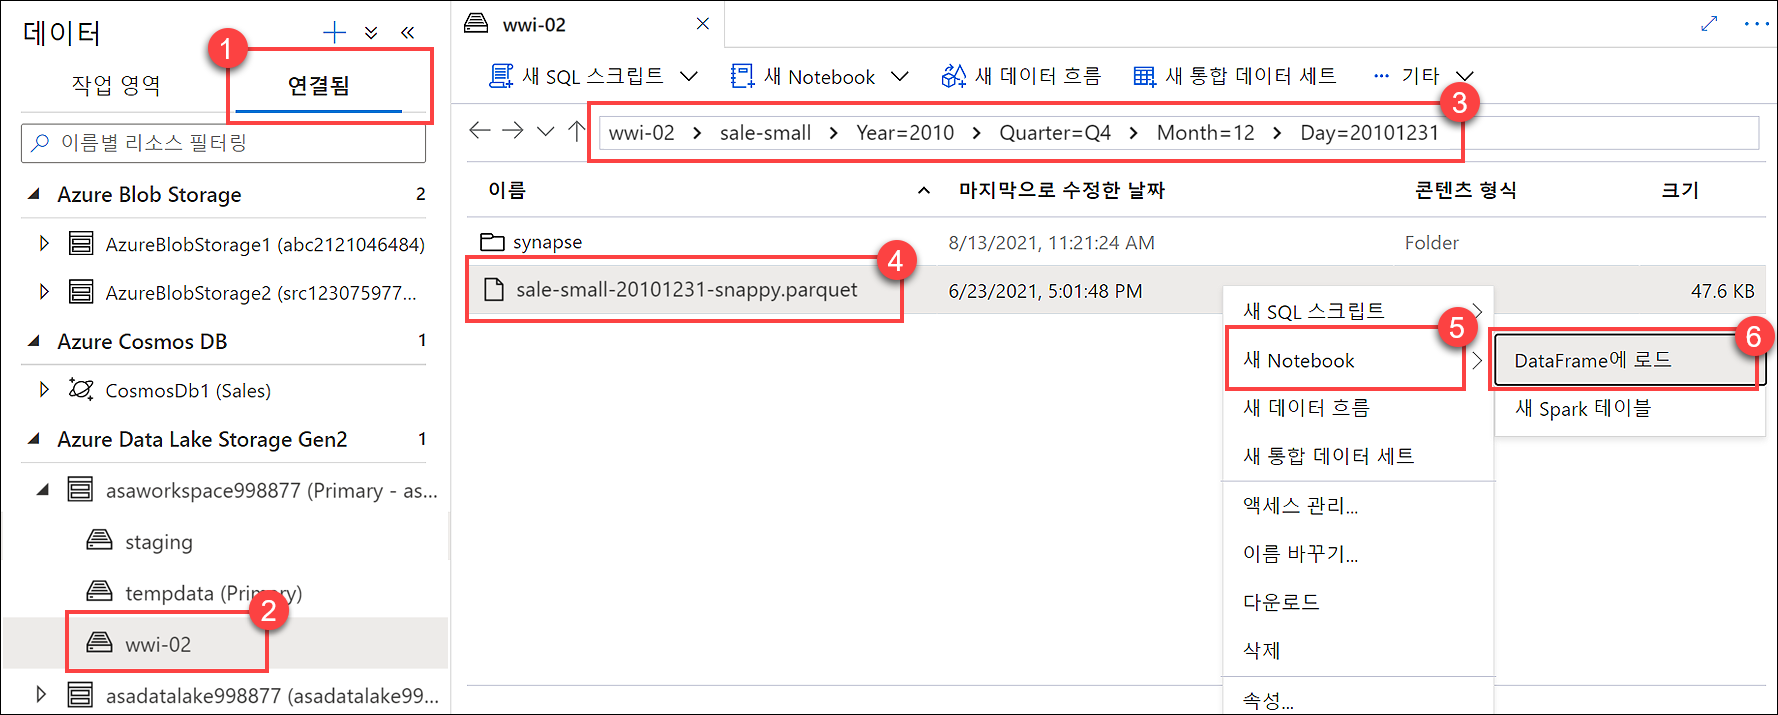 데이터
1
작업 영역 연결됨
이름별 리소스 필터링
Azure Blob Storage 2
AzureBlobStorage1 (abc2121046484)
AzureBlobStorage2 (src123075977...
Azure Cosmos DB 1
CosmosDb1 (Sales)
Azure Data Lake Storage Gen2 1
asaworkspace998877 (Primary - as...
staging
tempdata (Primary)
2
wwi-02
asadatalake998877 (asadatalake99...
wwi-02
새 SQL 스크립트 새 Notebook 새 데이터 흐름 새 통합 데이터 세트 ... 기타
3
wwi-02 > sale-small > Year=2010 > Quarter=Q4 > Month=12 > Day=20101231
이름 마지막으로 수정한 날짜 콘텐츠 형식 크기
synapse 8/13/2021, 11:21:24 AM Folder
4
sale-small-20101231-snappy.parquet 6/23/2021, 5:01:48 PM 47.6 KB
새 SQL 스크립트
5
새 Notebook
6
DataFrame에 로드
새 Spark 테이블
새 데이터 흐름
새 통합 데이터 세트
액세스 관리...
이름 바꾸기...
다운로드
삭제
속성...